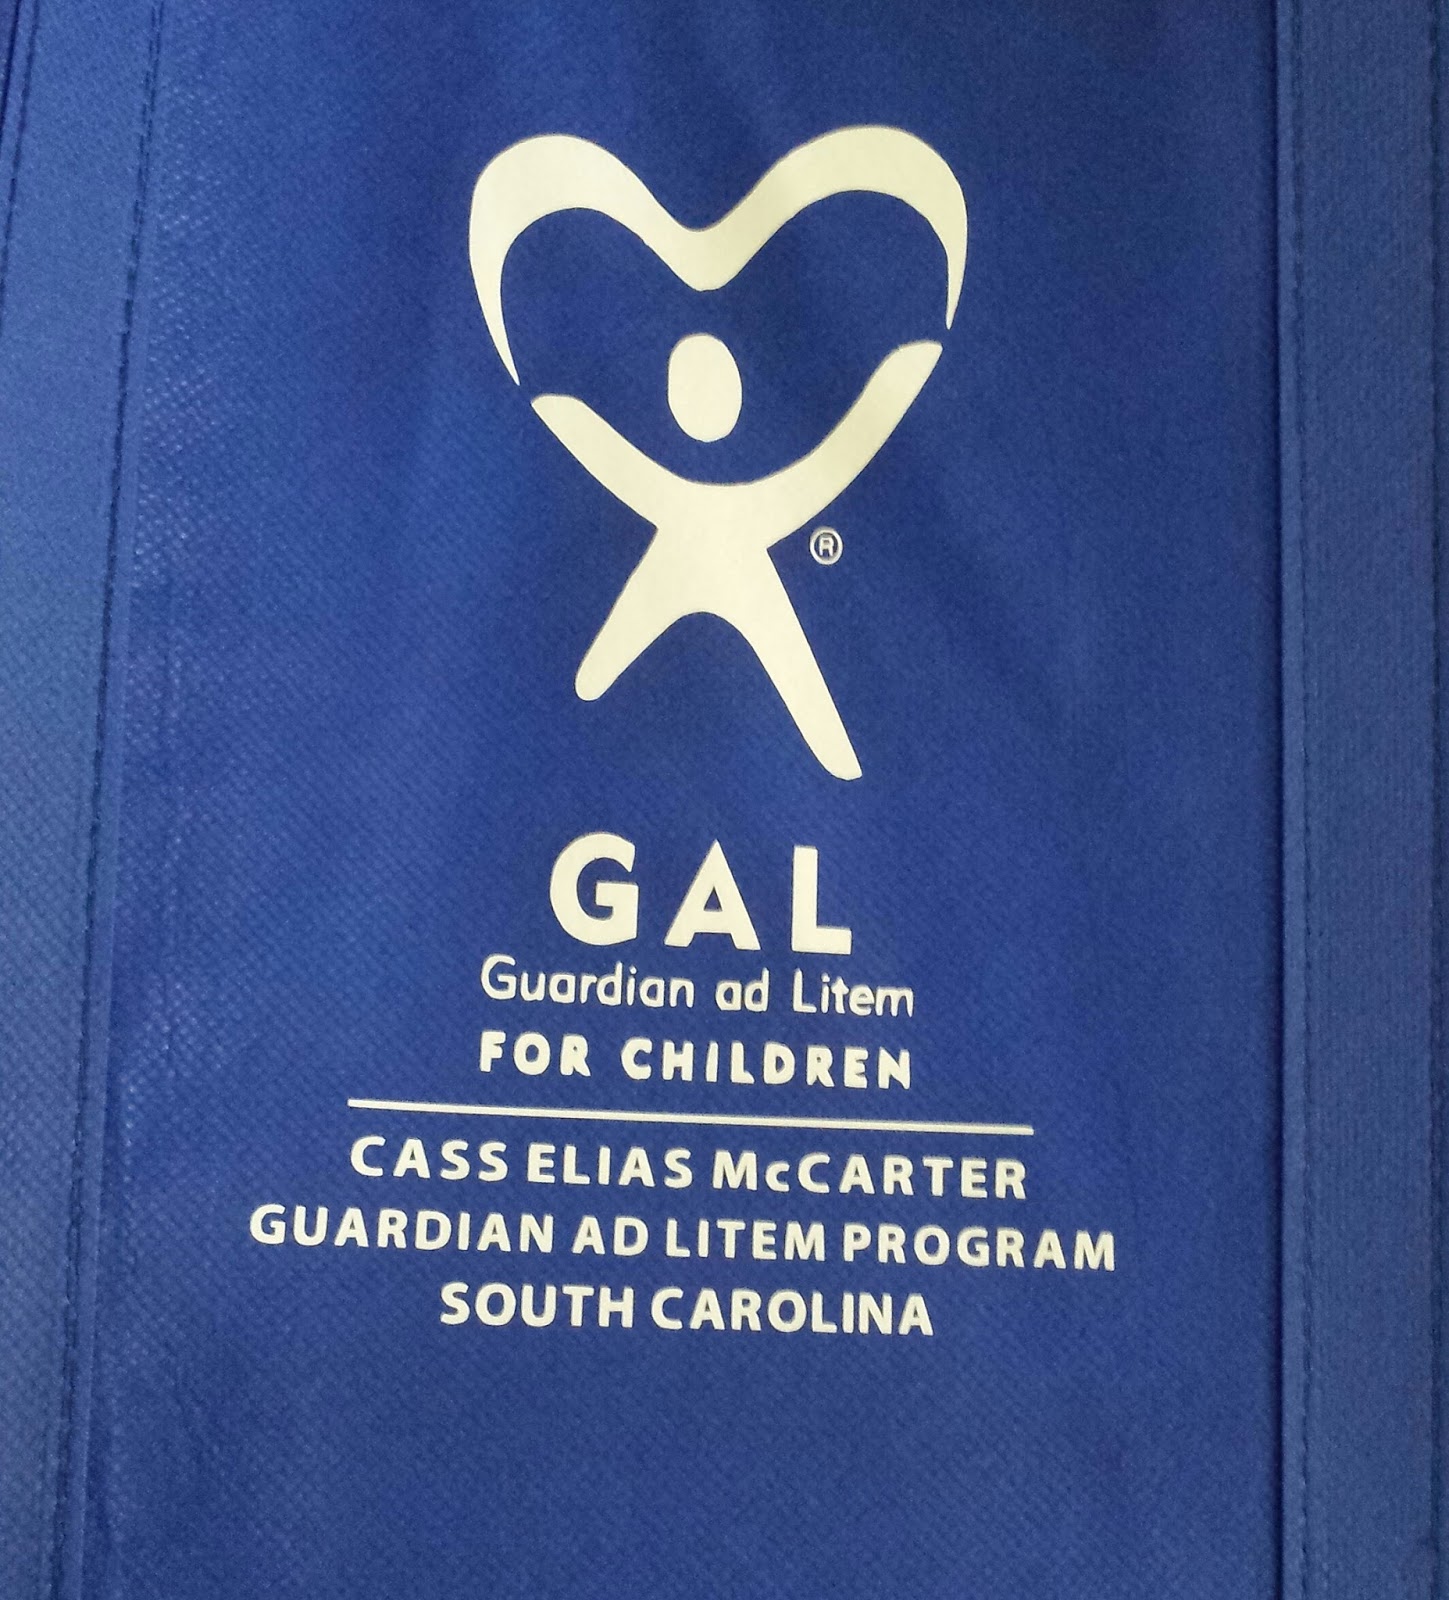 ®
GAL
Guardian ad Litem
FOR CHILDREN
CASS ELIAS McCARTER
GUARDIAN AD LITEM PROGRAM
SOUTH CAROLINA